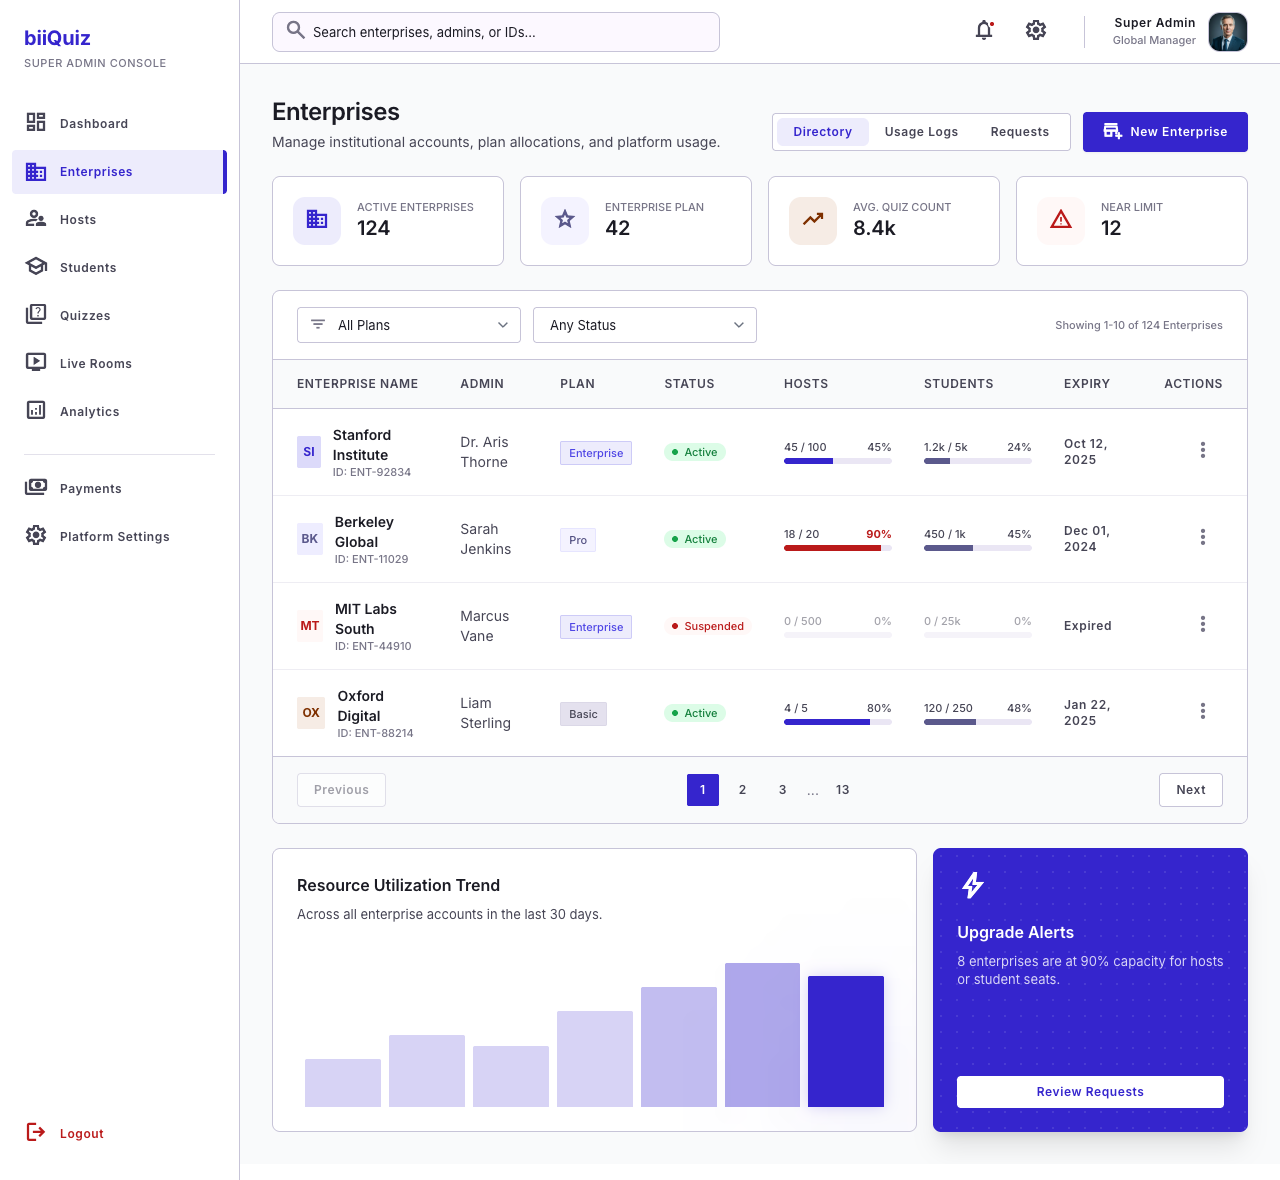 biiQuiz
SUPER ADMIN CONSOLE
Dashboard
Enterprises
Hosts
Students
Quizzes
Live Rooms
Analytics
Payments
Platform Settings
Logout
Search enterprises, admins, or IDs...
Super Admin
Global Manager
Enterprises
Manage institutional accounts, plan allocations, and platform usage.
Directory
Usage Logs
Requests
New Enterprise
ACTIVE ENTERPRISES
124
ENTERPRISE PLAN
42
AVG. QUIZ COUNT
8.4k
NEAR LIMIT
12
All Plans
Any Status
Showing 1-10 of 124 Enterprises
ENTERPRISE NAME
ADMIN
PLAN
STATUS
HOSTS
STUDENTS
EXPIRY
ACTIONS
SI
Stanford
Institute
ID: ENT-92834
Dr. Aris
Thorne
Enterprise
Active
45 / 100 45%
1.2k / 5k 24%
Oct 12,
2025
BK
Berkeley
Global
ID: ENT-11029
Sarah
Jenkins
Pro
Active
18 / 20 90%
450 / 1k 45%
Dec 01,
2024
MT
MIT Labs
South
ID: ENT-44910
Marcus
Vane
Enterprise
Suspended
0 / 500 0%
0 / 25k 0%
Expired
OX
Oxford
Digital
ID: ENT-88214
Liam
Sterling
Basic
Active
4 / 5 80%
120 / 250 48%
Jan 22,
2025
Previous
1 2 3 ... 13
Next
Resource Utilization Trend
Across all enterprise accounts in the last 30 days.
Upgrade Alerts
8 enterprises are at 90% capacity for hosts
or student seats.
Review Requests